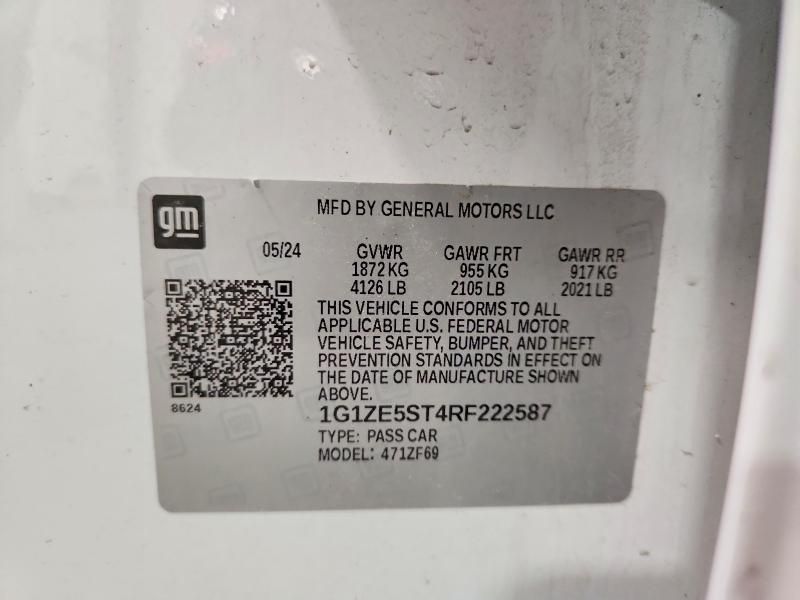 gm
MFD BY GENERAL MOTORS LLC
05/24 GVWR GAWR FRT GAWR RR
1872 KG 955 KG 917 KG
4126 LB 2105 LB 2021 LB
THIS VEHICLE CONFORMS TO ALL
APPLICABLE U.S. FEDERAL MOTOR
VEHICLE SAFETY, BUMPER, AND THEFT
PREVENTION STANDARDS IN EFFECT ON
THE DATE OF MANUFACTURE SHOWN
ABOVE.
8624
1G1ZE5ST4RF222587
TYPE: PASS CAR
MODEL: 471ZF69